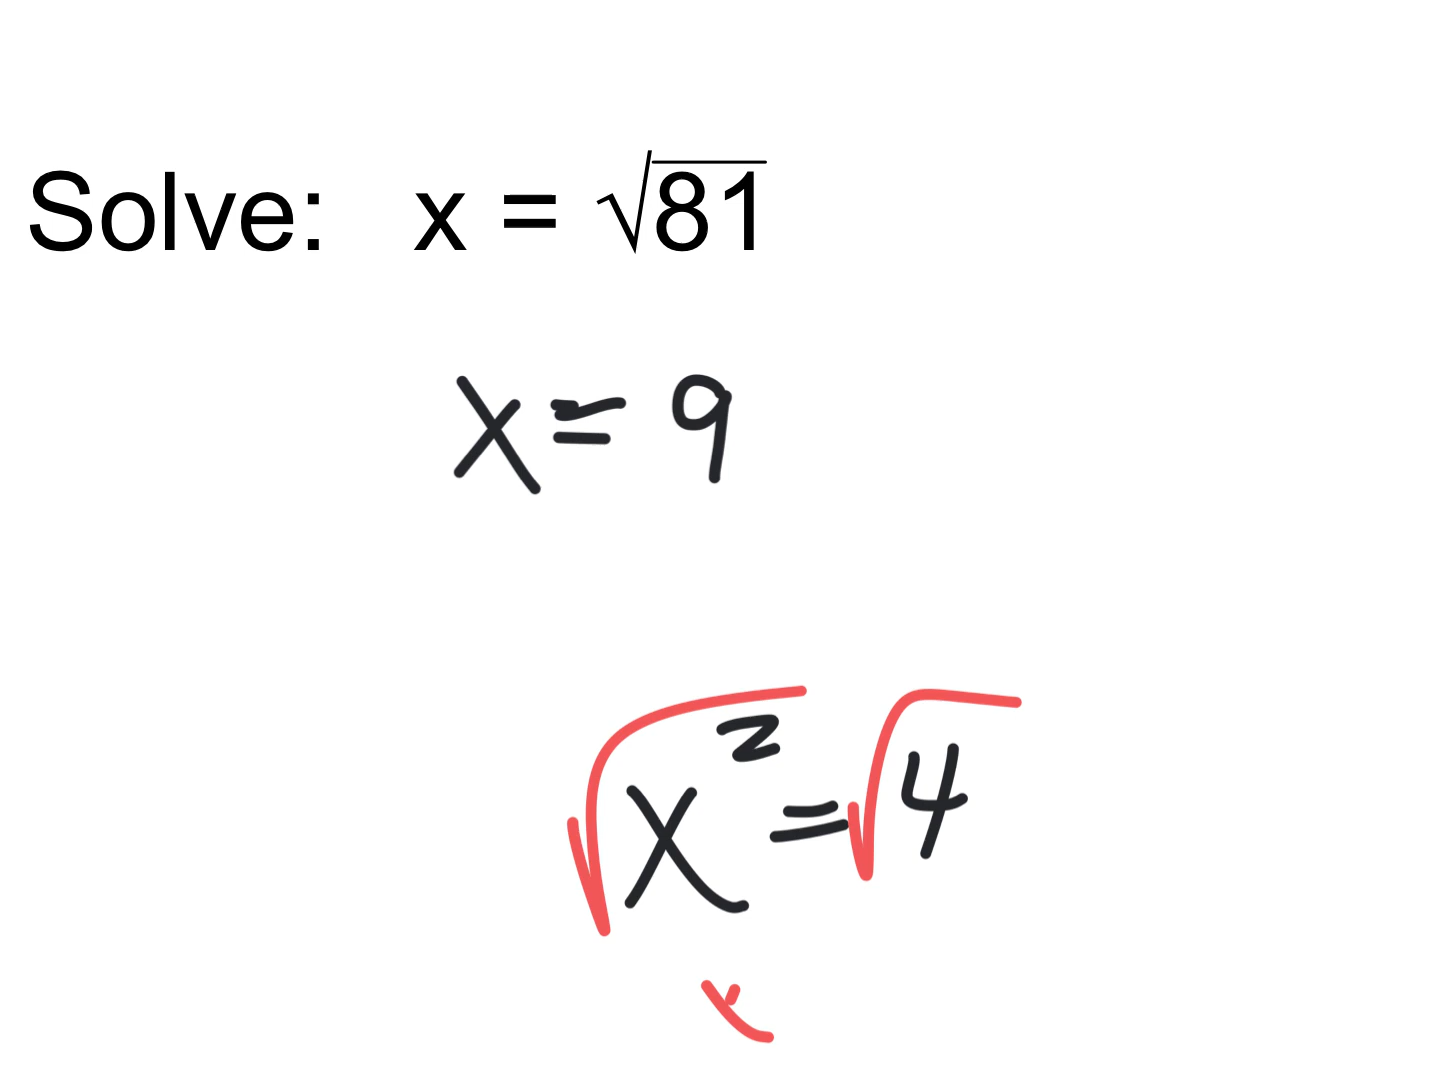 Solve: x = √81
x = 9
√x² = √4
x